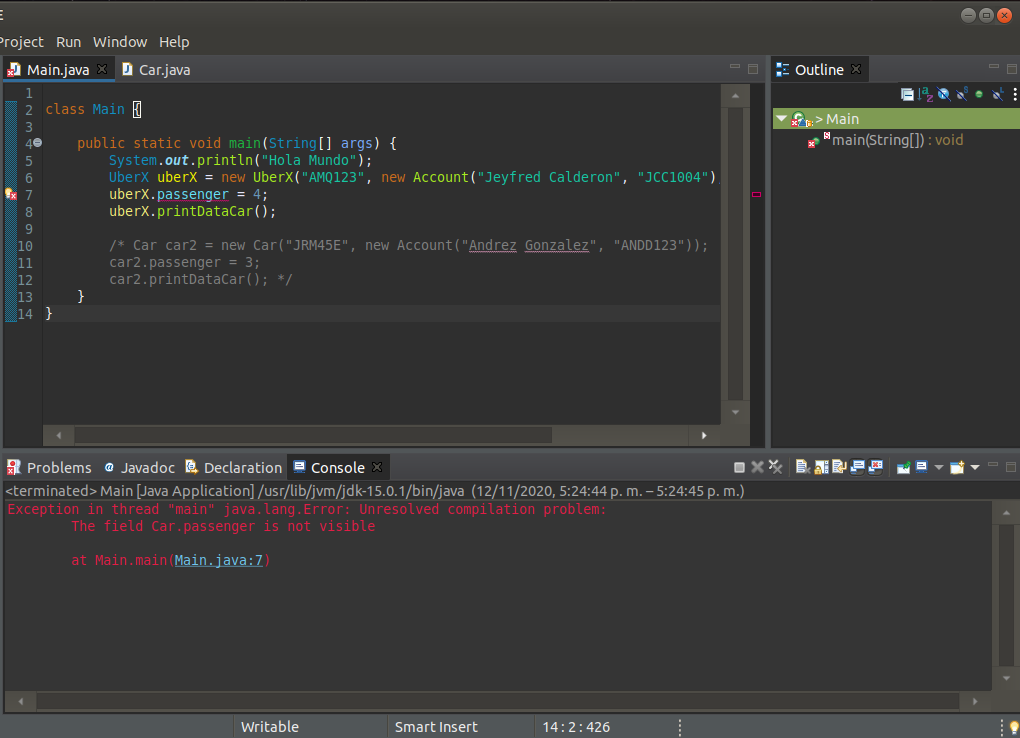 E
Project Run Window Help
Main.java Car.java
Outline
1
2 class Main {
3
4 public static void main(String[] args) {
5 System.out.println("Hola Mundo");
6 UberX uberX = new UberX("AMQ123", new Account("Jeyfred Calderon", "JCC1004")
7 uberX.passenger = 4;
8 uberX.printDataCar();
9
10 /* Car car2 = new Car("JRM45E", new Account("Andrez Gonzalez", "ANDD123"));
11 car2.passenger = 3;
12 car2.printDataCar(); */
13 }
14 }
> Main
main(String[]) : void
Problems Javadoc Declaration Console
<terminated> Main [Java Application] /usr/lib/jvm/jdk-15.0.1/bin/java (12/11/2020, 5:24:44 p. m. – 5:24:45 p. m.)
Exception in thread "main" java.lang.Error: Unresolved compilation problem:
The field Car.passenger is not visible
at Main.main(Main.java:7)
Writable Smart Insert 14 : 2 : 426